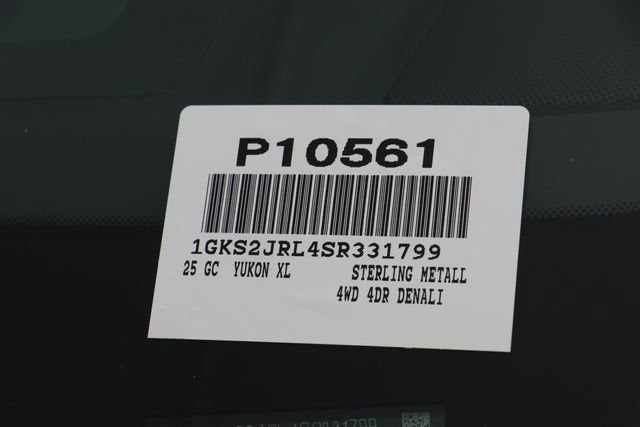 P10561
1GKS2JRL4SR331799
25 GC YUKON XL STERLING METALL
4WD 4DR DENALI